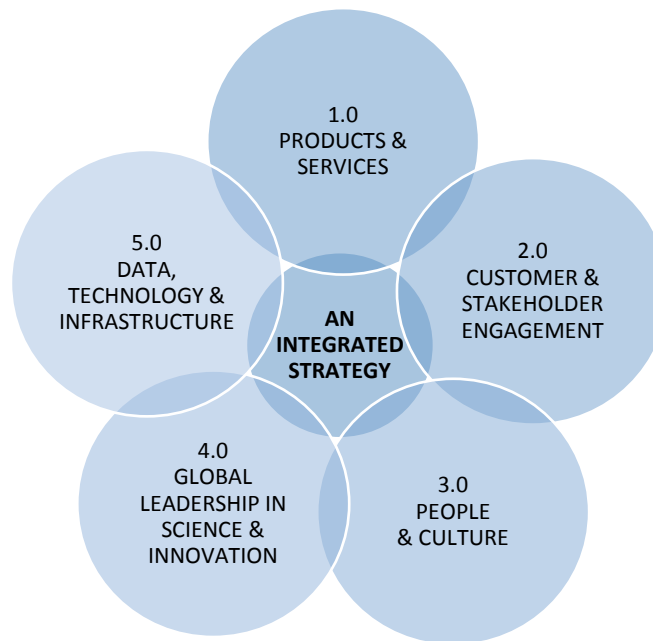 1.0
PRODUCTS &
SERVICES
2.0
CUSTOMER &
STAKEHOLDER
ENGAGEMENT
3.0
PEOPLE
& CULTURE
4.0
GLOBAL
LEADERSHIP IN
SCIENCE &
INNOVATION
5.0
DATA,
TECHNOLOGY &
INFRASTRUCTURE
AN
INTEGRATED
STRATEGY